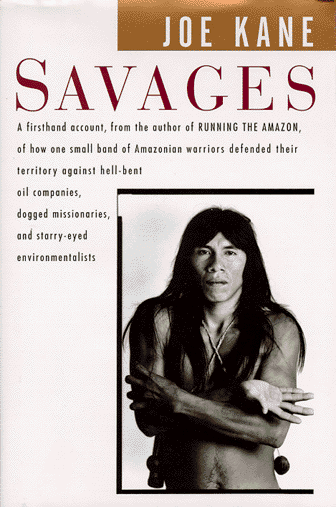 JOE KANE
SAVAGES
A firsthand account, from the author of RUNNING THE AMAZON,
of how one small band of Amazonian warriors defended their
territory against hell-bent
oil companies,
dogged missionaries,
and starry-eyed
environmentalists